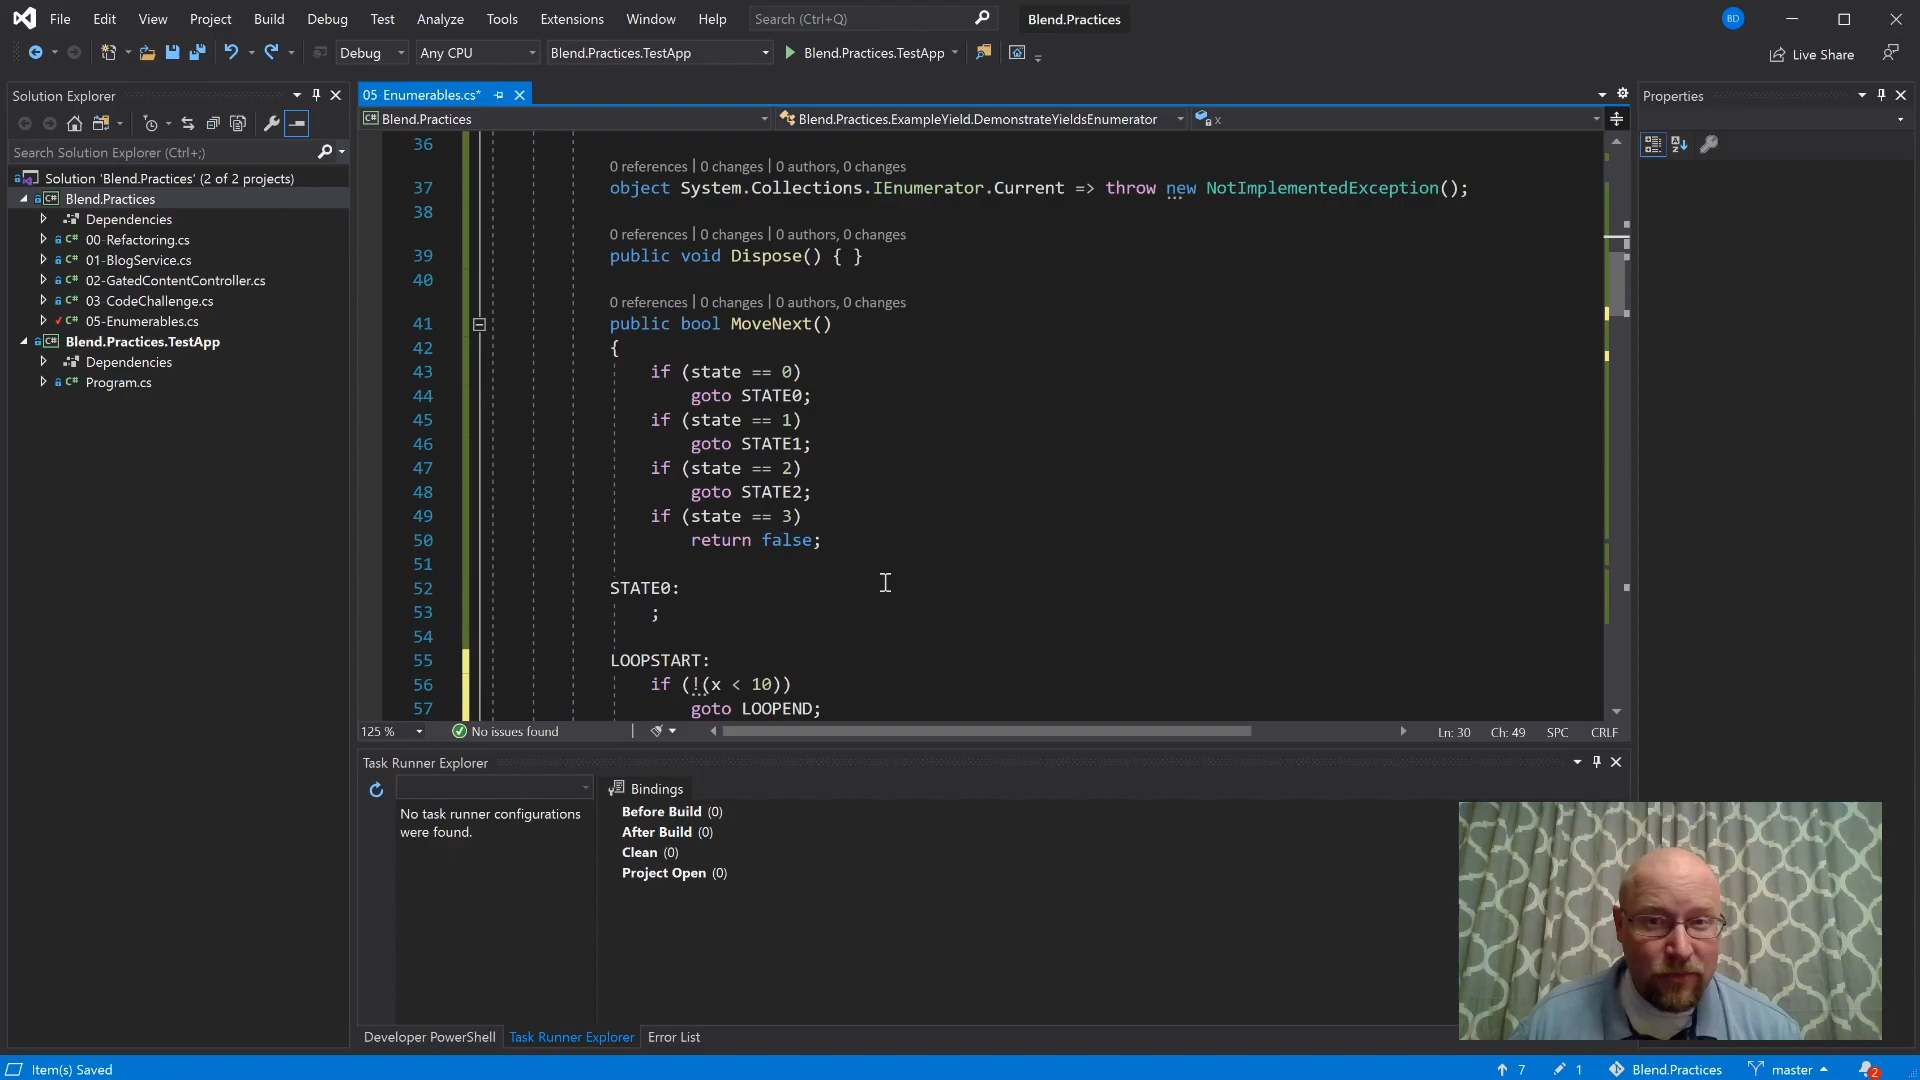 File Edit View Project Build Debug Test Analyze Tools Extensions Window Help Search (Ctrl+Q) Blend.Practices BD
Debug Any CPU Blend.Practices.TestApp Blend.Practices.TestApp Live Share
Solution Explorer
Search Solution Explorer (Ctrl+;)
Solution 'Blend.Practices' (2 of 2 projects)
C# Blend.Practices
Dependencies
C# 00-Refactoring.cs
C# 01-BlogService.cs
C# 02-GatedContentController.cs
C# 03-CodeChallenge.cs
C# 05-Enumerables.cs
C# Blend.Practices.TestApp
Dependencies
C# Program.cs
05-Enumerables.cs*
C# Blend.Practices Blend.Practices.ExampleYield.DemonstrateYieldsEnumerator x
36
0 references | 0 changes | 0 authors, 0 changes
37 object System.Collections.IEnumerator.Current => throw new NotImplementedException();
38
0 references | 0 changes | 0 authors, 0 changes
39 public void Dispose() { }
40
0 references | 0 changes | 0 authors, 0 changes
41 public bool MoveNext()
42 {
43 if (state == 0)
44 goto STATE0;
45 if (state == 1)
46 goto STATE1;
47 if (state == 2)
48 goto STATE2;
49 if (state == 3)
50 return false;
51
52 STATE0:
53 ;
54
55 LOOPSTART:
56 if (!(x < 10))
57 goto LOOPEND;
125 % No issues found Ln: 30 Ch: 49 SPC CRLF
Properties
Task Runner Explorer
No task runner configurations
were found.
Bindings
Before Build (0)
After Build (0)
Clean (0)
Project Open (0)
Developer PowerShell Task Runner Explorer Error List
Item(s) Saved 7 1 Blend.Practices master 2